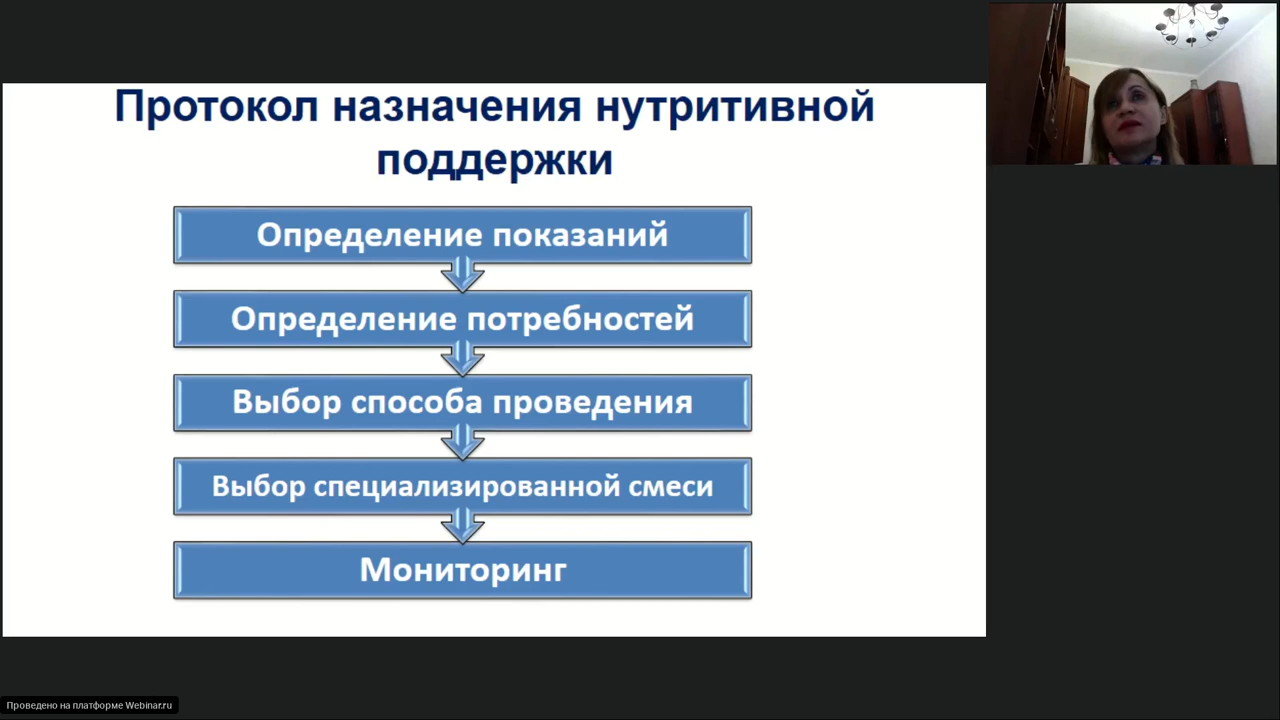 Протокол назначения нутритивной
поддержки
Определение показаний
Определение потребностей
Выбор способа проведения
Выбор специализированной смеси
Мониторинг
Проведено на платформе Webinar.ru